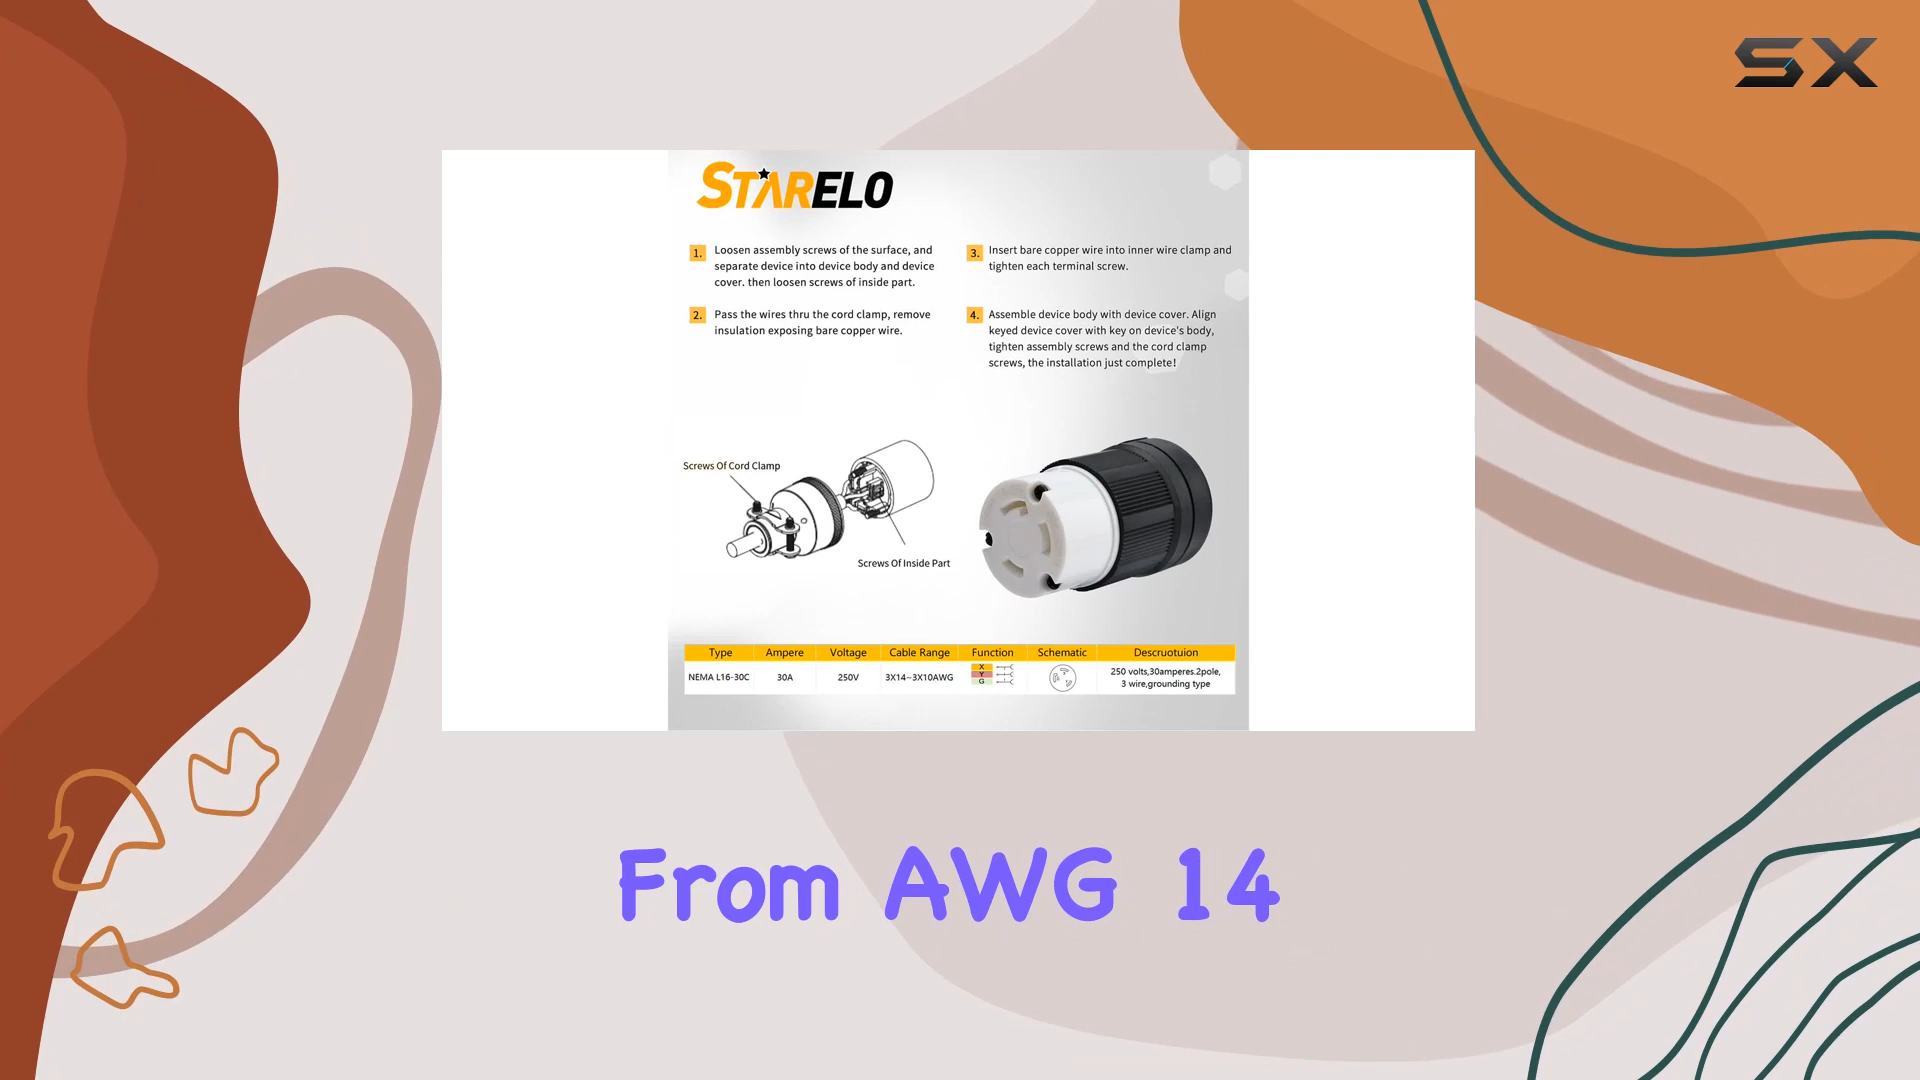 SX
STARELO
1. Loosen assembly screws of the surface, and
separate device into device body and device
cover. then loosen screws of inside part.
2. Pass the wires thru the cord clamp, remove
insulation exposing bare copper wire.
3. Insert bare copper wire into inner wire clamp and
tighten each terminal screw.
4. Assemble device body with device cover. Align
keyed device cover with key on device's body,
tighten assembly screws and the cord clamp
screws, the installation just complete!
Screws Of Cord Clamp
Screws Of Inside Part
Type Ampere Voltage Cable Range Function Schematic Descruotuion
NEMA L16-30C 30A 250V 3X14~3X10AWG
X
Y
G
250 volts,30amperes.2pole,
3 wire,grounding type
From AWG 14